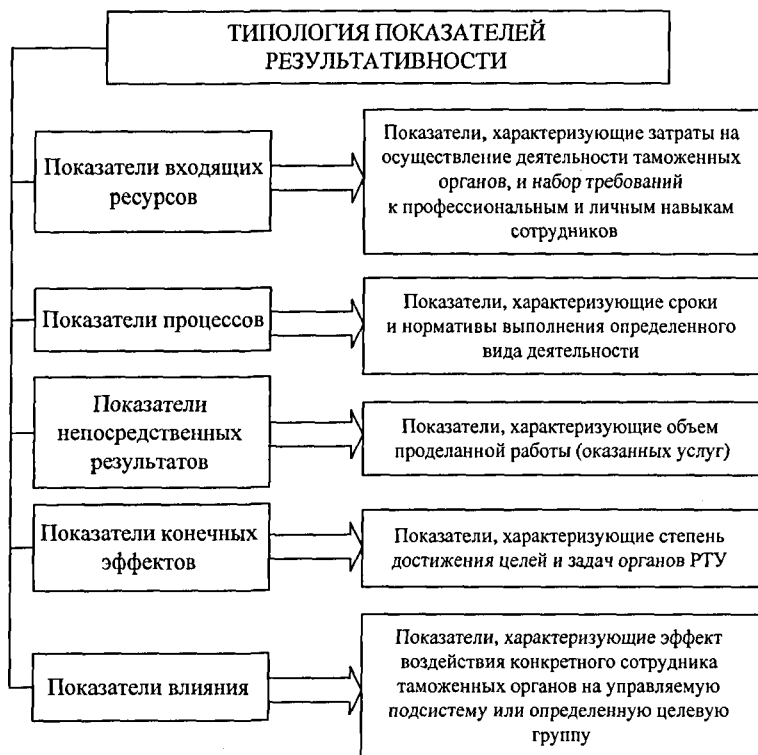 ТИПОЛОГИЯ ПОКАЗАТЕЛЕЙ
РЕЗУЛЬТАТИВНОСТИ
Показатели входящих
ресурсов
Показатели, характеризующие затраты на
осуществление деятельности таможенных
органов, и набор требований
к профессиональным и личным навыкам
сотрудников
Показатели процессов
Показатели, характеризующие сроки
и нормативы выполнения определенного
вида деятельности
Показатели
непосредственных
результатов
Показатели, характеризующие объем
проделанной работы (оказанных услуг)
Показатели конечных
эффектов
Показатели, характеризующие степень
достижения целей и задач органов РТУ
Показатели влияния
Показатели, характеризующие эффект
воздействия конкретного сотрудника
таможенных органов на управляемую
подсистему или определенную целевую
группу